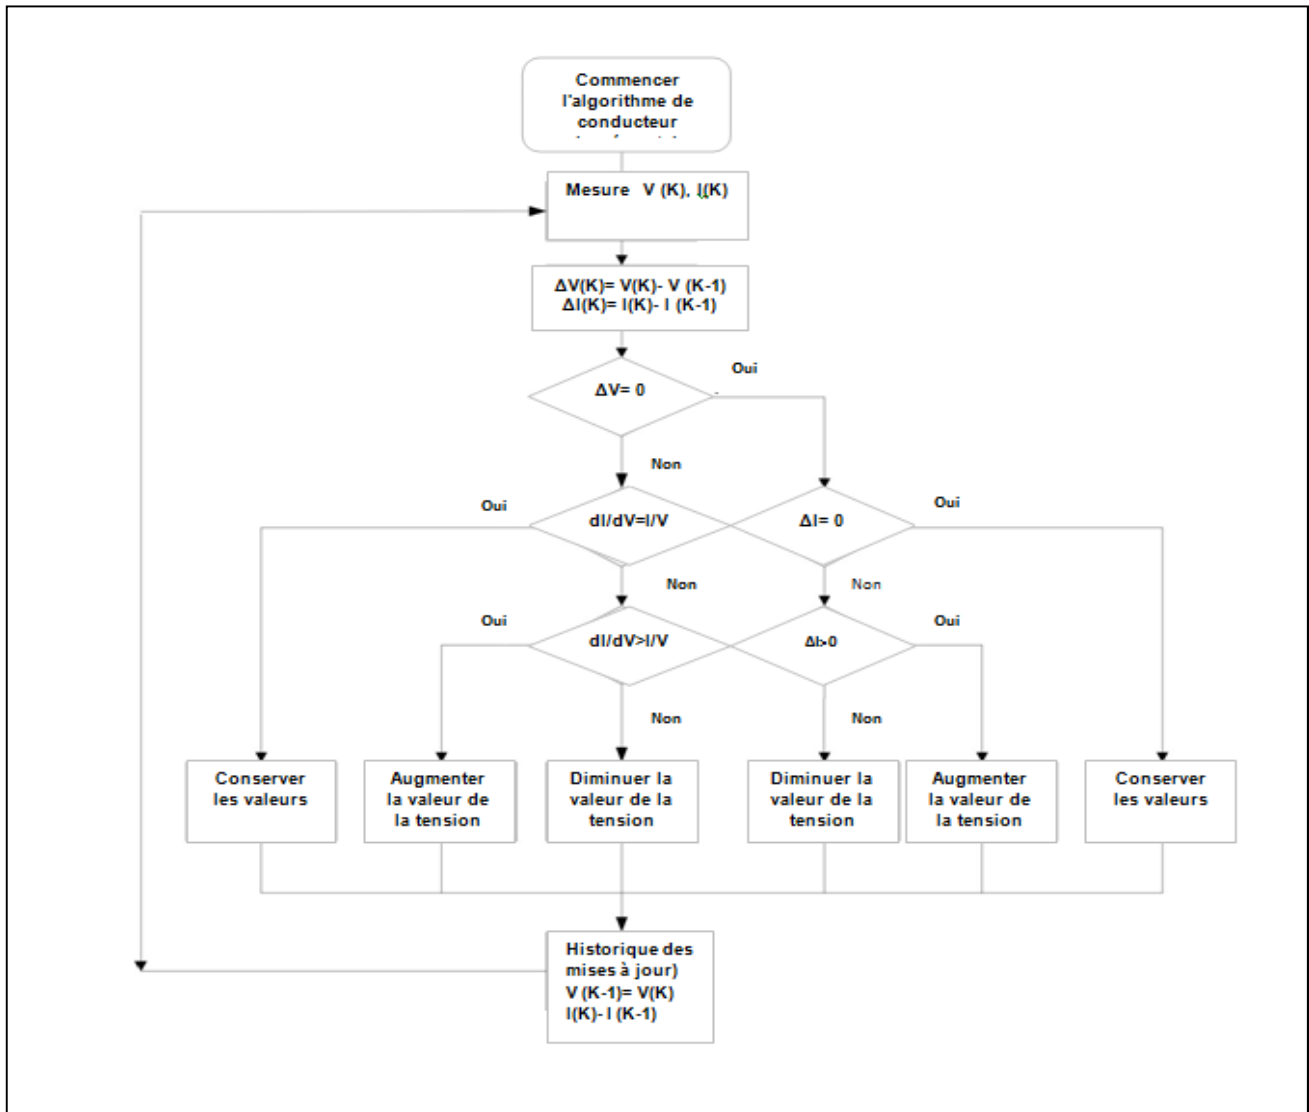 Commencer
l'algorithme de
conducteur
Mesure V (K), I(K)
ΔV(K)= V(K)- V (K-1)
ΔI(K)= I(K)- I (K-1)
Oui
ΔV= 0
Non
Oui
dI/dV=I/V
ΔI= 0
Oui
Non
Non
Oui
dI/dV>I/V
ΔI>0
Oui
Non
Non
Conserver
les valeurs
Augmenter
la valeur de
la tension
Diminuer la
valeur de la
tension
Diminuer la
valeur de la
tension
Augmenter
la valeur de
la tension
Conserver
les valeurs
Historique des
mises à jour)
V (K-1)= V(K)
I(K)- I (K-1)